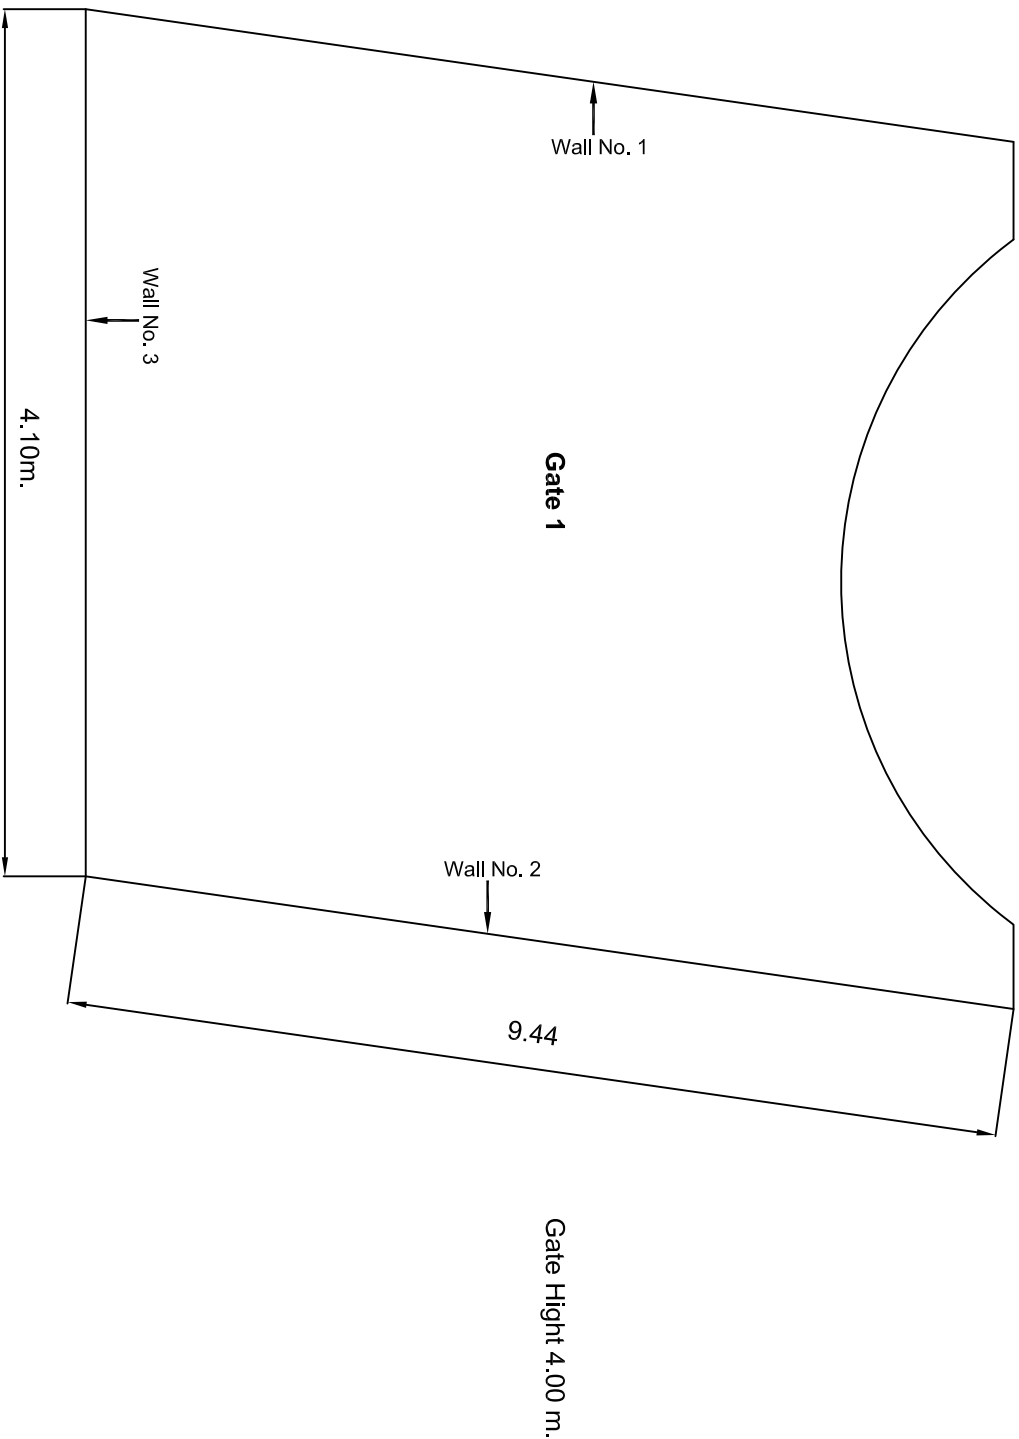 Wall No. 1
Wall No. 3
4.10m.
Gate 1
Wall No. 2
9.44
Gate Hight 4.00 m.